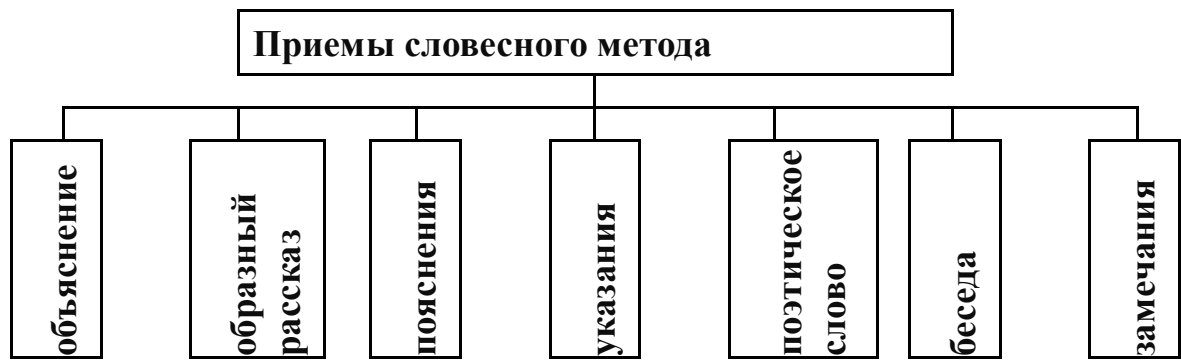 Приемы словесного метода
объяснение
образный
рассказ
пояснения
указания
поэтическое
слово
беседа
замечания